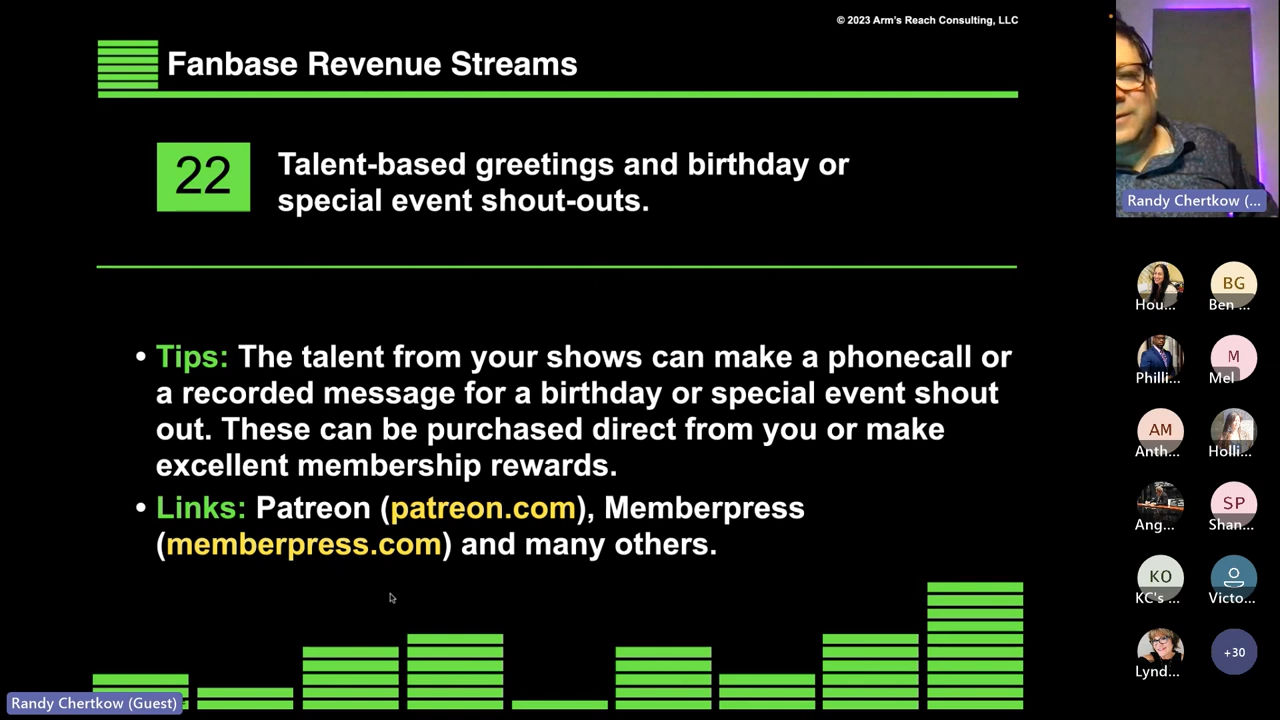 © 2023 Arm's Reach Consulting, LLC
Fanbase Revenue Streams
22
Talent-based greetings and birthday or
special event shout-outs.
• Tips: The talent from your shows can make a phonecall or
a recorded message for a birthday or special event shout
out. These can be purchased direct from you or make
excellent membership rewards.
• Links: Patreon (patreon.com), Memberpress
(memberpress.com) and many others.
Randy Chertkow (Guest)
Randy Chertkow (...
Hou...
BG
Ben ...
Philli...
M
Mel
AM
Anth...
Holli...
Ang...
SP
Shan...
KO
KC's ...
Victo...
Lynd...
+30